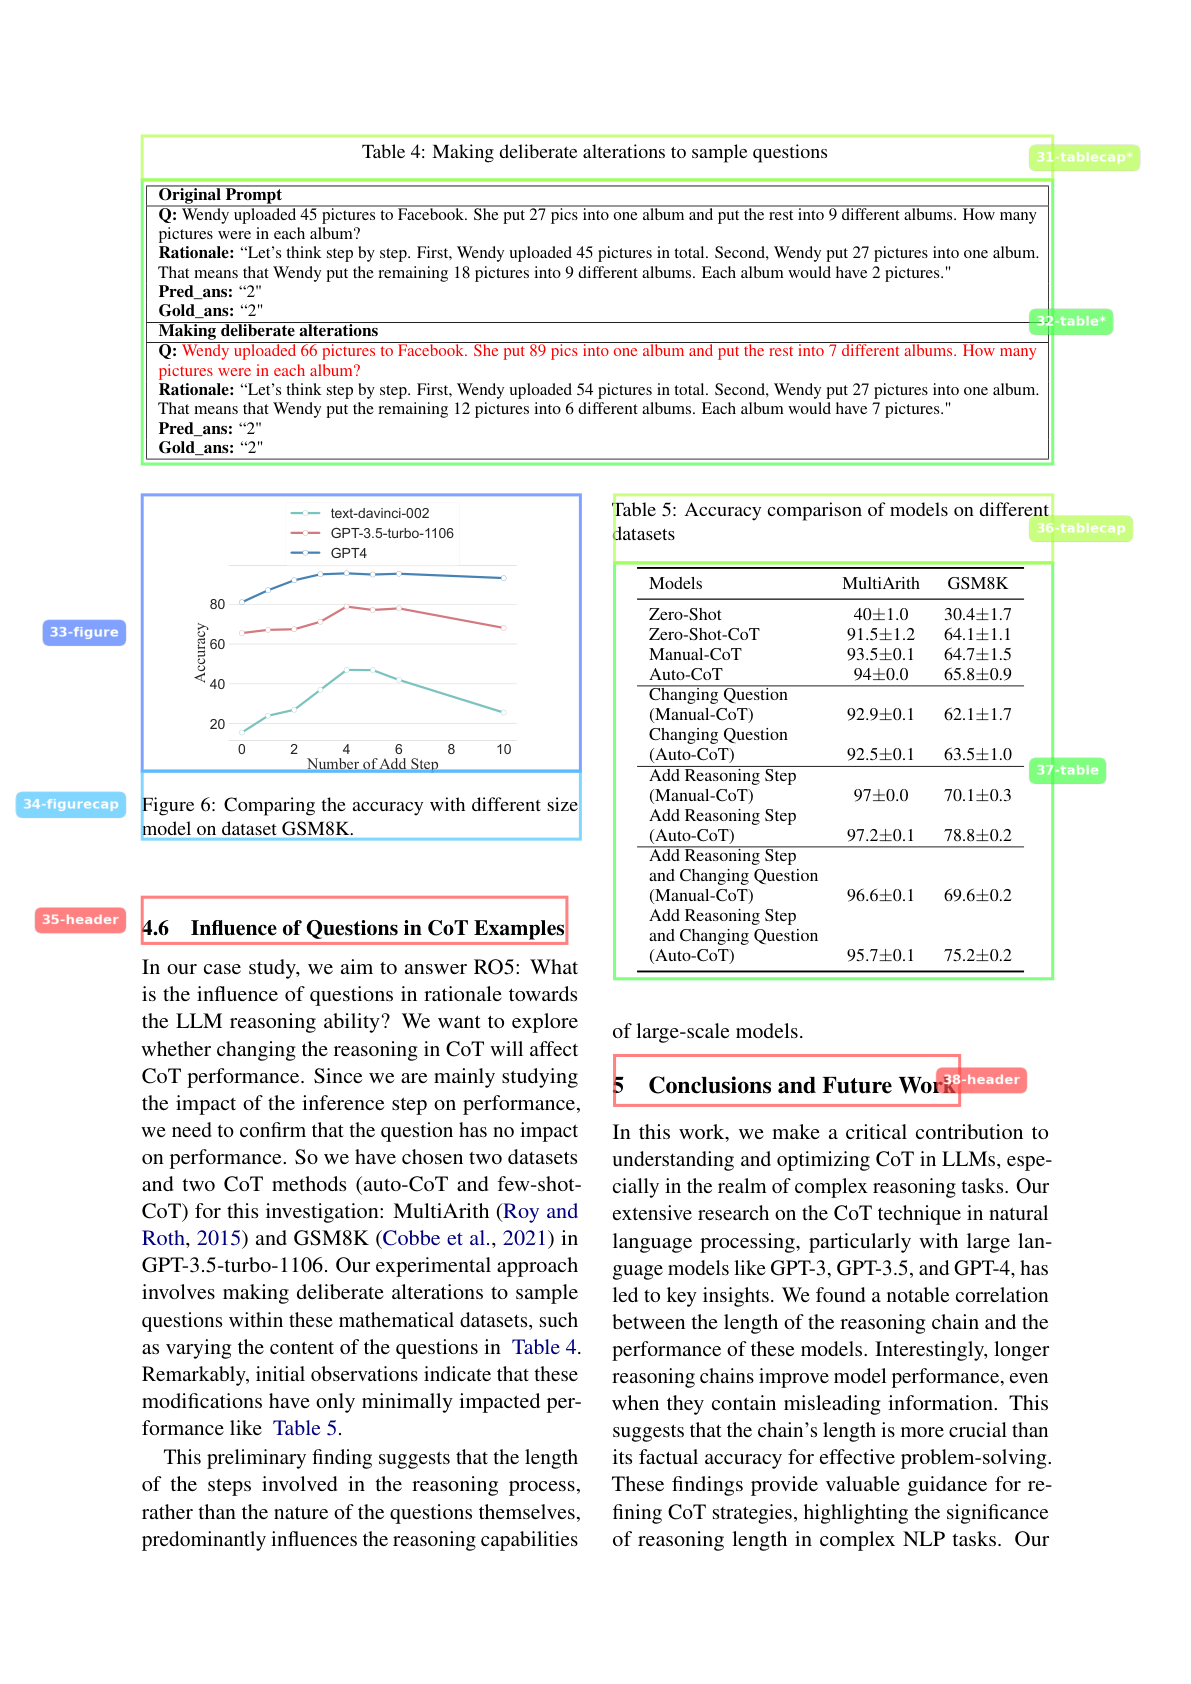 Table 4: Making deliberate alterations to sample questions
31-tablecap*
Original Prompt
Q: Wendy uploaded 45 pictures to Facebook. She put 27 pics into one album and put the rest into 9 different albums. How many
pictures were in each album?
Rationale: “Let’s think step by step. First, Wendy uploaded 45 pictures in total. Second, Wendy put 27 pictures into one album.
That means that Wendy put the remaining 18 pictures into 9 different albums. Each album would have 2 pictures."
Pred_ans: “2"
Gold_ans: “2"
32-table*
Making deliberate alterations
Q: Wendy uploaded 66 pictures to Facebook. She put 89 pics into one album and put the rest into 7 different albums. How many
pictures were in each album?
Rationale: “Let’s think step by step. First, Wendy uploaded 54 pictures in total. Second, Wendy put 27 pictures into one album.
That means that Wendy put the remaining 12 pictures into 6 different albums. Each album would have 7 pictures."
Pred_ans: “2"
Gold_ans: “2"
text-davinci-002
GPT-3.5-turbo-1106
GPT4
33-figure
Accuracy
80
60
40
20
0 2 4 6 8 10
Number of Add Step
34-figurecap
Figure 6: Comparing the accuracy with different size
model on dataset GSM8K.
35-header
4.6 Influence of Questions in CoT Examples
In our case study, we aim to answer RO5: What
is the influence of questions in rationale towards
the LLM reasoning ability? We want to explore
whether changing the reasoning in CoT will affect
CoT performance. Since we are mainly studying
the impact of the inference step on performance,
we need to confirm that the question has no impact
on performance. So we have chosen two datasets
and two CoT methods (auto-CoT and few-shot-
CoT) for this investigation: MultiArith (Roy and
Roth, 2015) and GSM8K (Cobbe et al., 2021) in
GPT-3.5-turbo-1106. Our experimental approach
involves making deliberate alterations to sample
questions within these mathematical datasets, such
as varying the content of the questions in Table 4.
Remarkably, initial observations indicate that these
modifications have only minimally impacted per-
formance like Table 5.
This preliminary finding suggests that the length
of the steps involved in the reasoning process,
rather than the nature of the questions themselves,
predominantly influences the reasoning capabilities
Table 5: Accuracy comparison of models on different
datasets
36-tablecap
Models MultiArith GSM8K
Zero-Shot 40±1.0 30.4±1.7
Zero-Shot-CoT 91.5±1.2 64.1±1.1
Manual-CoT 93.5±0.1 64.7±1.5
Auto-CoT 94±0.0 65.8±0.9
Changing Question
(Manual-CoT) 92.9±0.1 62.1±1.7
Changing Question
(Auto-CoT) 92.5±0.1 63.5±1.0
37-table
Add Reasoning Step
(Manual-CoT) 97±0.0 70.1±0.3
Add Reasoning Step
(Auto-CoT) 97.2±0.1 78.8±0.2
Add Reasoning Step
and Changing Question
(Manual-CoT) 96.6±0.1 69.6±0.2
Add Reasoning Step
and Changing Question
(Auto-CoT) 95.7±0.1 75.2±0.2
of large-scale models.
5 Conclusions and Future Work
38-header
In this work, we make a critical contribution to
understanding and optimizing CoT in LLMs, espe-
cially in the realm of complex reasoning tasks. Our
extensive research on the CoT technique in natural
language processing, particularly with large lan-
guage models like GPT-3, GPT-3.5, and GPT-4, has
led to key insights. We found a notable correlation
between the length of the reasoning chain and the
performance of these models. Interestingly, longer
reasoning chains improve model performance, even
when they contain misleading information. This
suggests that the chain’s length is more crucial than
its factual accuracy for effective problem-solving.
These findings provide valuable guidance for re-
fining CoT strategies, highlighting the significance
of reasoning length in complex NLP tasks. Our